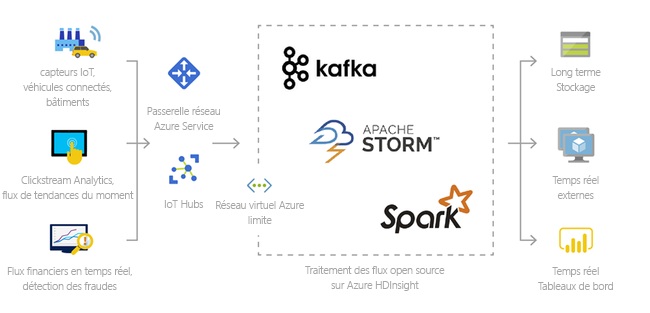 capteurs IoT,
véhicules connectés,
bâtiments
Clickstream Analytics,
flux de tendances du moment
Flux financiers en temps réel,
détection des fraudes
Passerelle réseau
Azure Service
IoT Hubs
Réseau virtuel Azure
limite
kafka
APACHE
STORM™
Spark
Traitement des flux open source
sur Azure HDInsight
Long terme
Stockage
Temps réel
externes
Temps réel
Tableaux de bord